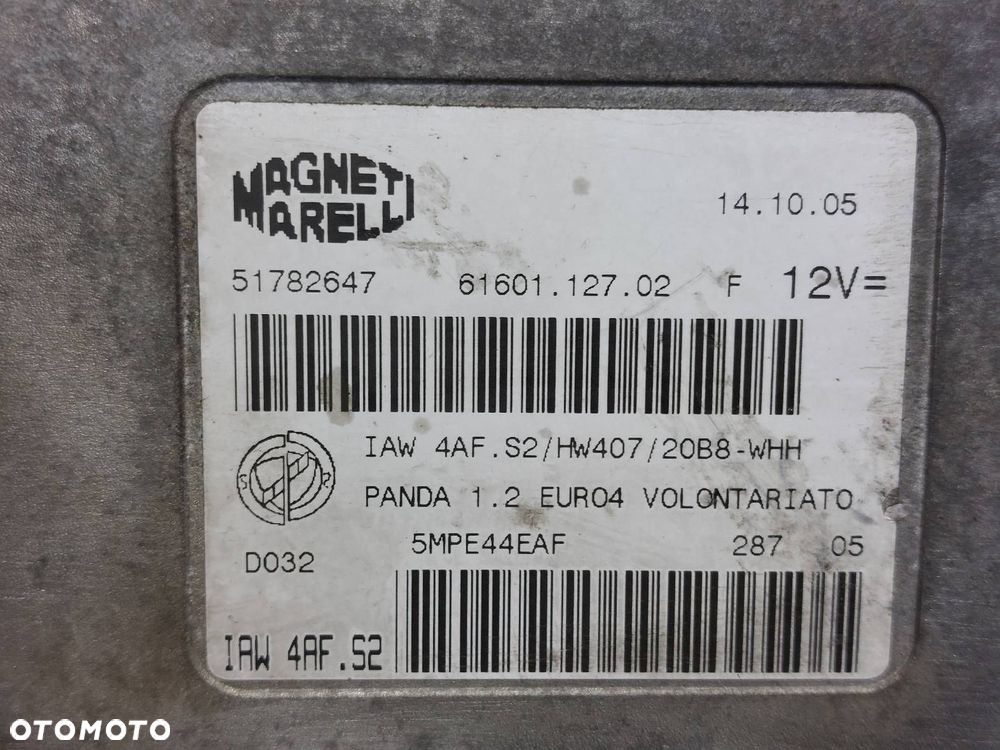 MAGNETI
MARELLI
14.10.05
51782647 61601.127.02 F 12V=
IAW 4AF.S2/HW407/20B8-WHH
S R
PANDA 1.2 EURO4 VOLONTARIATO
5MPE44EAF 287 05
D032
IAW 4AF.S2
OTOMOTO
OTOMOTO